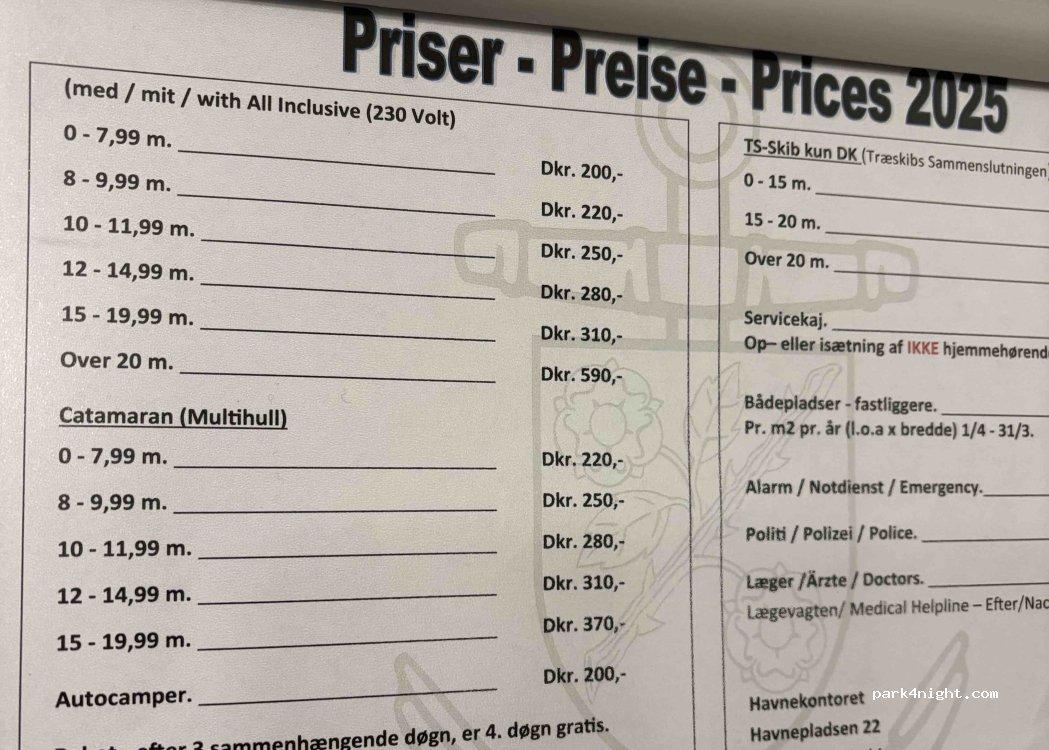 Priser - Preise - Prices 2025
(med / mit / with All Inclusive (230 Volt)
0 - 7,99 m. Dkr. 200,-
8 - 9,99 m. Dkr. 220,-
10 - 11,99 m. Dkr. 250,-
12 - 14,99 m. Dkr. 280,-
15 - 19,99 m. Dkr. 310,-
Over 20 m. Dkr. 590,-
Catamaran (Multihull)
0 - 7,99 m. Dkr. 220,-
8 - 9,99 m. Dkr. 250,-
10 - 11,99 m. Dkr. 280,-
12 - 14,99 m. Dkr. 310,-
15 - 19,99 m. Dkr. 370,-
Autocamper. Dkr. 200,-
efter 3 sammenhængende døgn, er 4. døgn gratis.
TS-Skib kun DK (Træskibs Sammenslutningen
0 - 15 m.
15 - 20 m.
Over 20 m.
Servicekaj.
Op– eller isætning af IKKE hjemmehørend
Bådepladser - fastliggere.
Pr. m2 pr. år (l.o.a x bredde) 1/4 - 31/3.
Alarm / Notdienst / Emergency.
Politi / Polizei / Police.
Læger /Ärzte / Doctors.
Lægevagten/ Medical Helpline – Efter/Nac
Havnekontoret
Havnepladsen 22
park4night.com